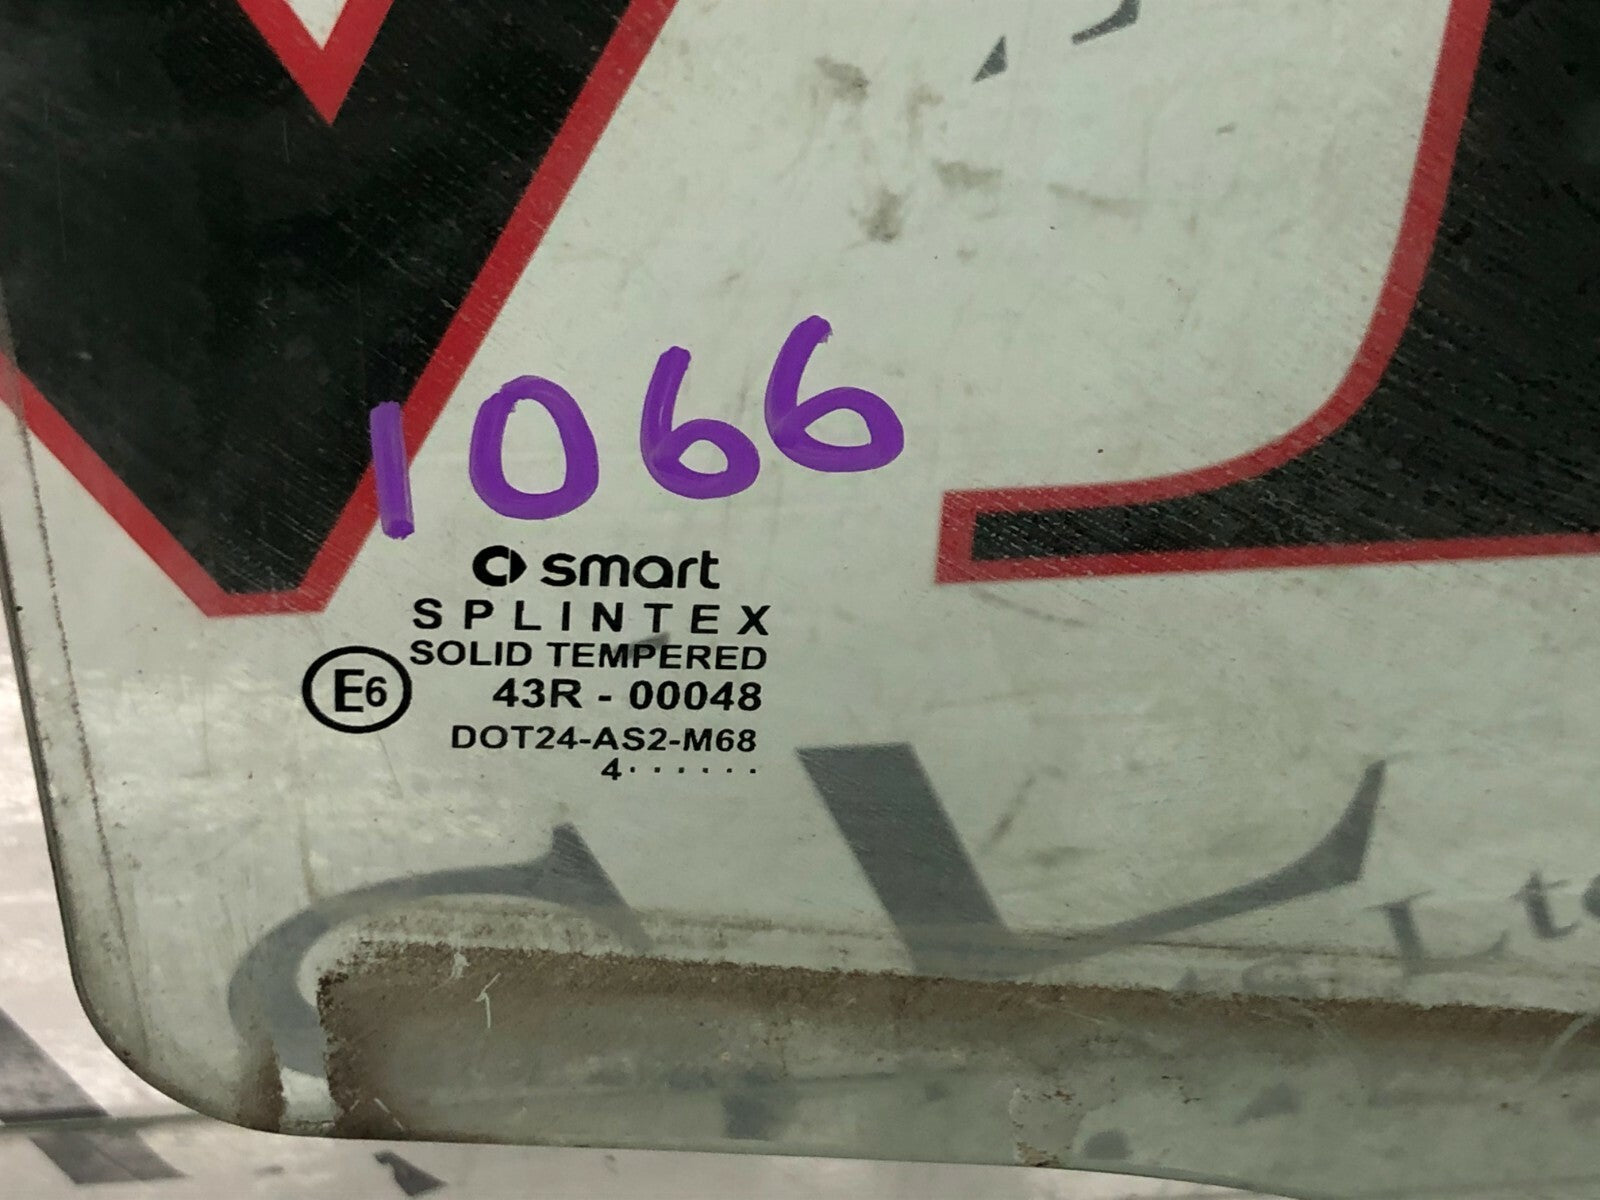 1066
smart
SPLINTEX
SOLID TEMPERED
E6
43R - 00048
DOT24-AS2-M68
4······